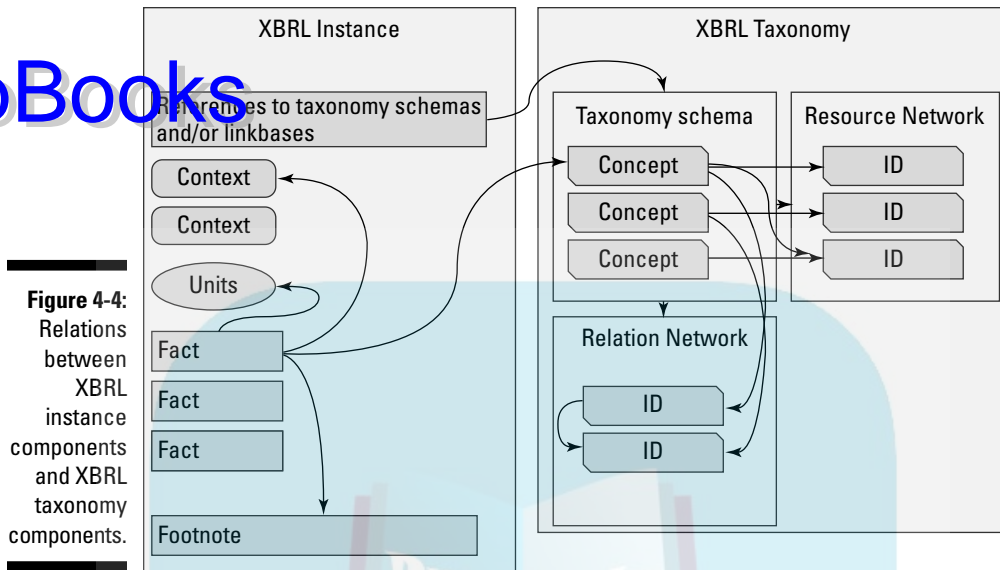 XBRL Instance
XBRL Taxonomy
oBooks
References to taxonomy schemas
and/or linkbases
Context
Context
Units
Fact
Fact
Fact
Footnote
Taxonomy schema
Concept
Concept
Concept
Resource Network
ID
ID
ID
Relation Network
ID
ID
Figure 4-4:
Relations
between
XBRL
instance
components
and XBRL
taxonomy
components.